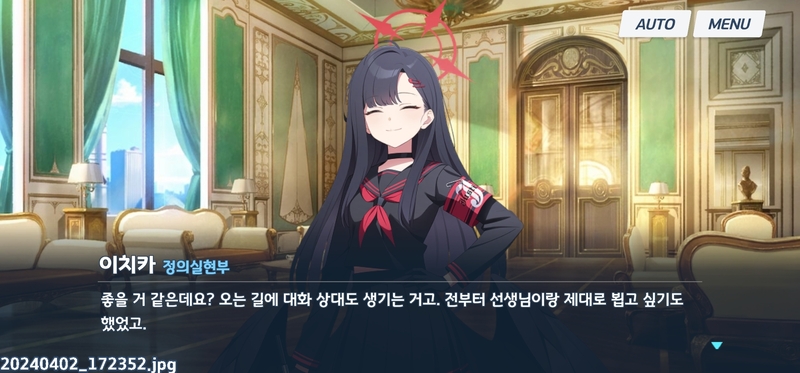 AUTO MENU
이치카 정의실현부
좋을 거 같은데요? 오는 길에 대화 상대도 생기는 거고. 전부터 선생님이랑 제대로 뵙고 싶기도
했었고.
20240402_172352.jpg